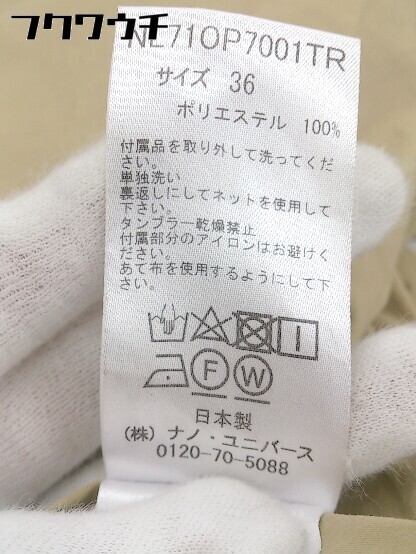 フクウクチ
NE71OP7001TR
サイズ 36
ポリエステル 100%
付属品を取り外して洗ってくだ
さい。
単独洗い
裏返しにしてネットを使用して
下さい。
タンブラー乾燥禁止
付属部分のアイロンはお避けく
ださい。
あて布を使用するようにして下
さい。
F W
日本製
(株) ナノ・ユニバース
0120-70-5088